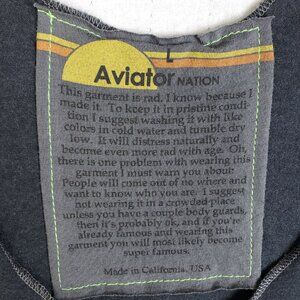 L
Aviator NATION
This garment is rad. I know because I
made it. To keep it in pristine condi-
tion I suggest washing it with like
colors in cold water and tumble dry
low. It will distress naturally and
become even more rad with age. Oh,
there is one problem with wearing this
garment I must warn you about:
People will come out of no where and
want to know who you are. I suggest
not wearing it in a crowded place
unless you have a couple body guards,
then it's probably ok, and if you're
already famous and wearing this
garment you will most likely become
super famous.
Made in California, USA